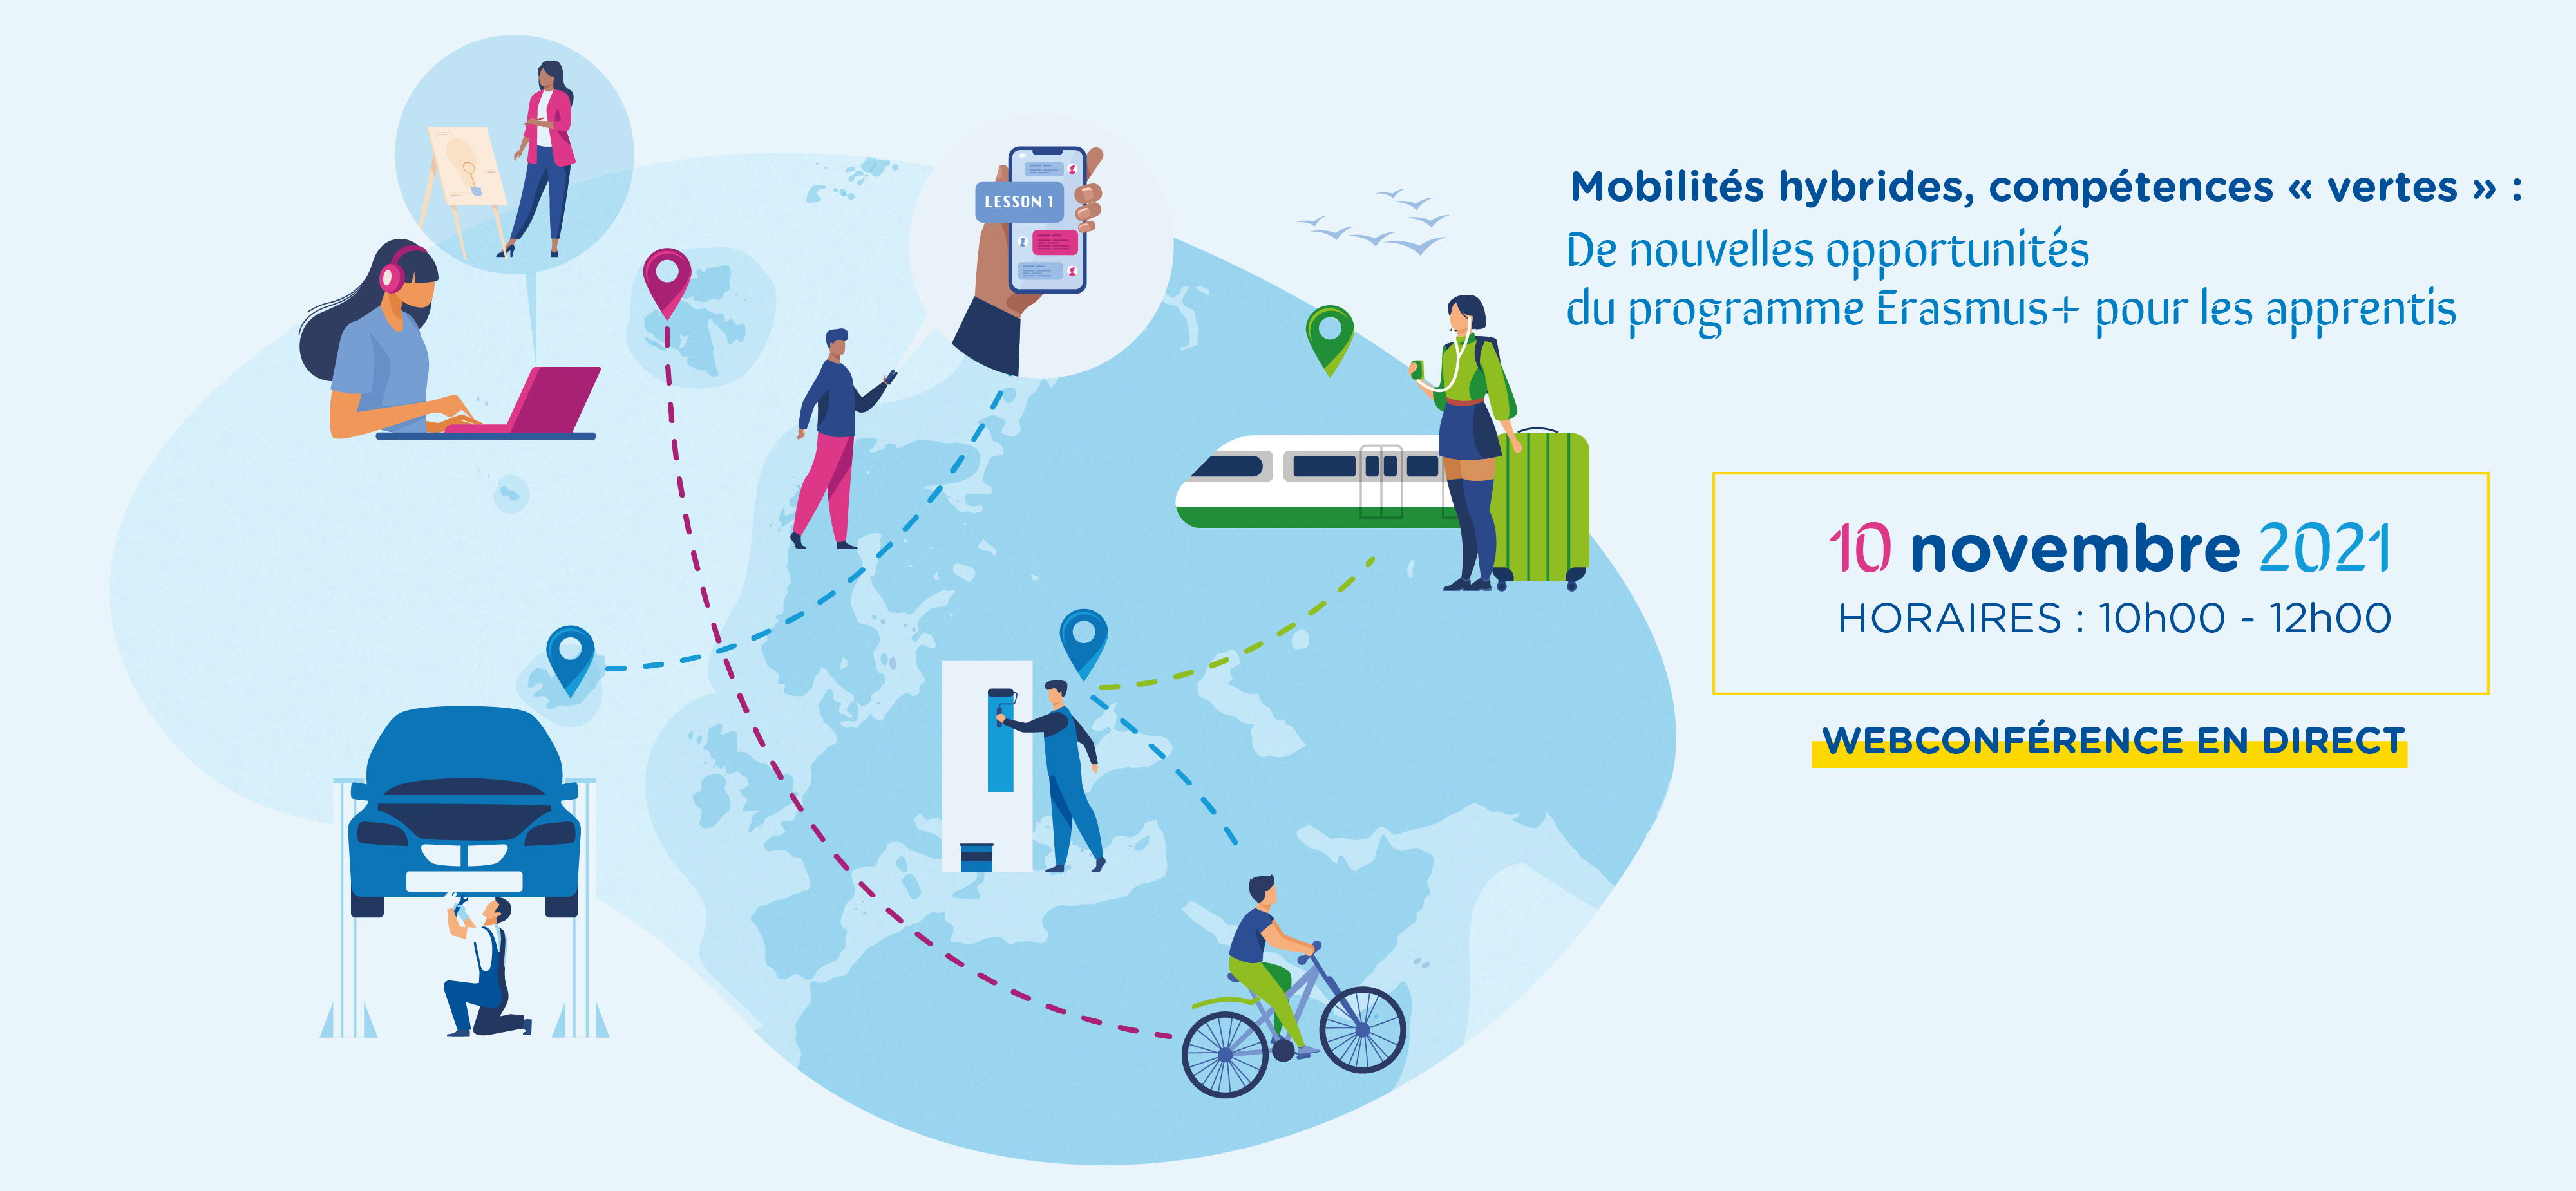 LESSON 1
Mobilités hybrides, compétences « vertes » :
De nouvelles opportunités
du programme Erasmus+ pour les apprentis
10 novembre 2021
HORAIRES : 10h00 - 12h00
WEBCONFÉRENCE EN DIRECT